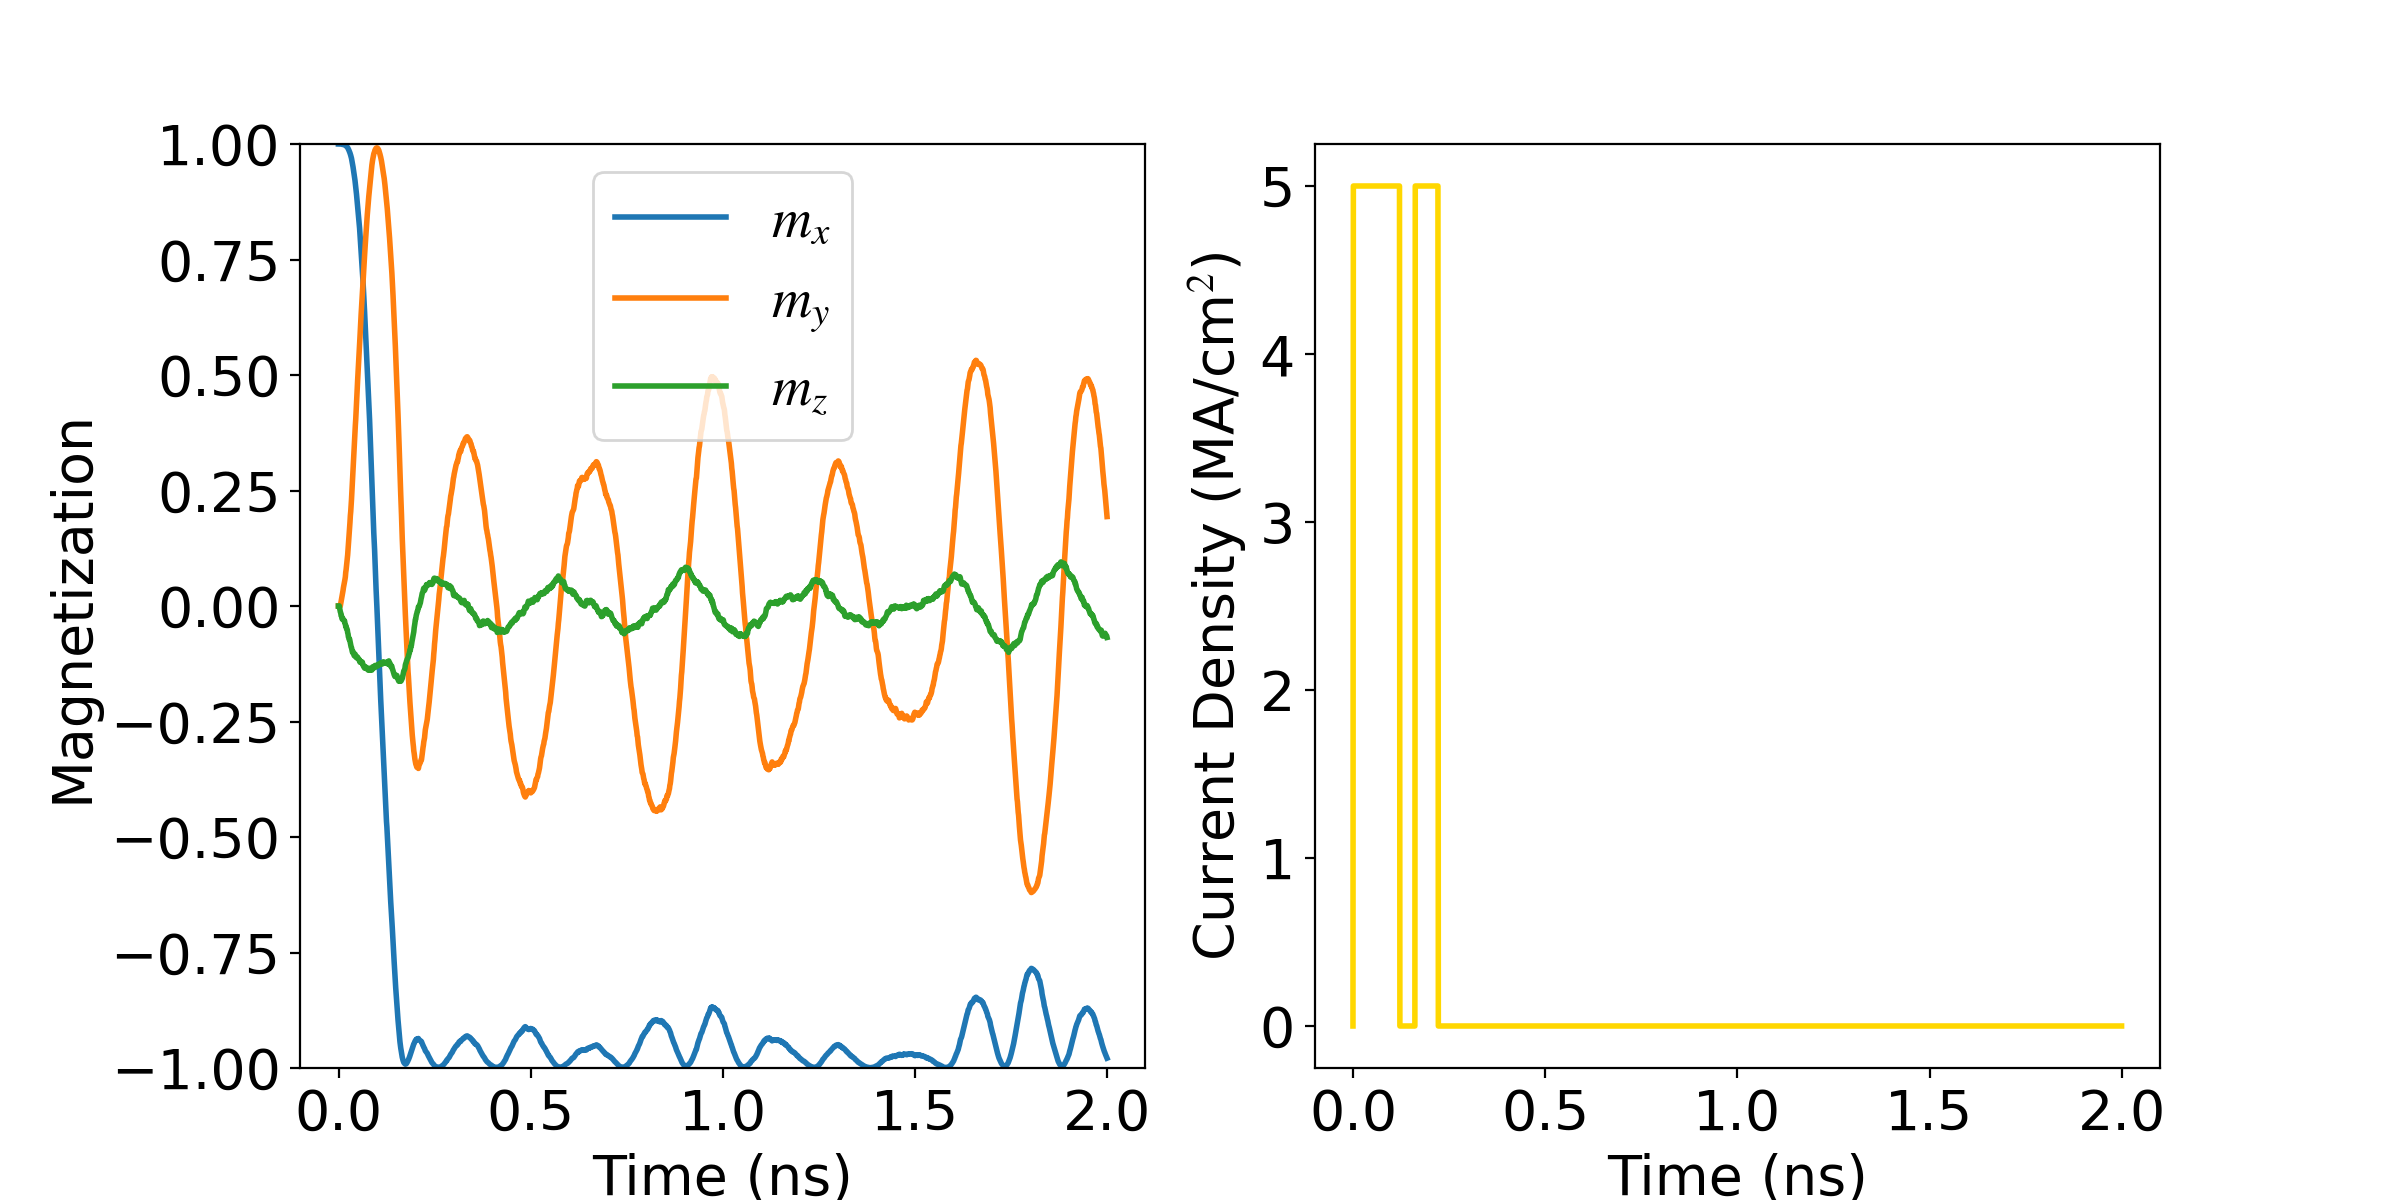 Magnetization
1.00
0.75
0.50
0.25
0.00
−0.25
−0.50
−0.75
−1.00
0.0 0.5 1.0 1.5 2.0
Time (ns)
m_x
m_y
m_z
Current Density (MA/cm²)
5
4
3
2
1
0
0.0 0.5 1.0 1.5 2.0
Time (ns)